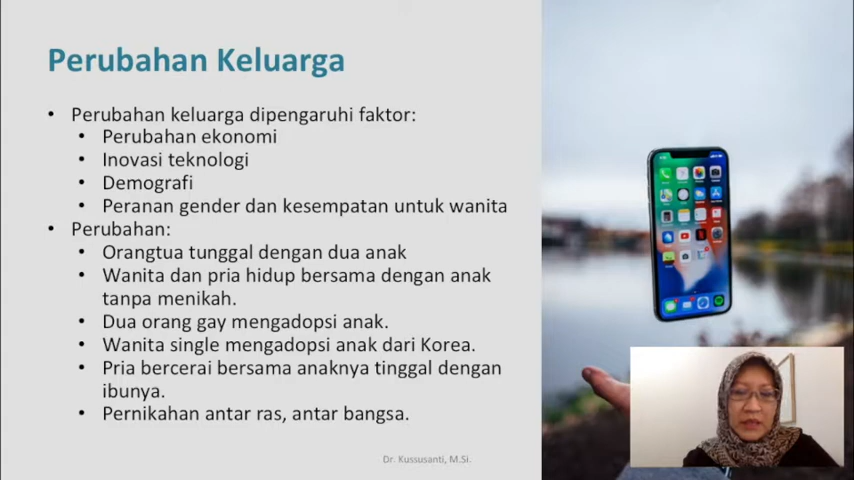 Perubahan Keluarga
• Perubahan keluarga dipengaruhi faktor:
• Perubahan ekonomi
• Inovasi teknologi
• Demografi
• Peranan gender dan kesempatan untuk wanita
• Perubahan:
• Orangtua tunggal dengan dua anak
• Wanita dan pria hidup bersama dengan anak
tanpa menikah.
• Dua orang gay mengadopsi anak.
• Wanita single mengadopsi anak dari Korea.
• Pria bercerai bersama anaknya tinggal dengan
ibunya.
• Pernikahan antar ras, antar bangsa.
Dr. Kussusanti, M.Si.